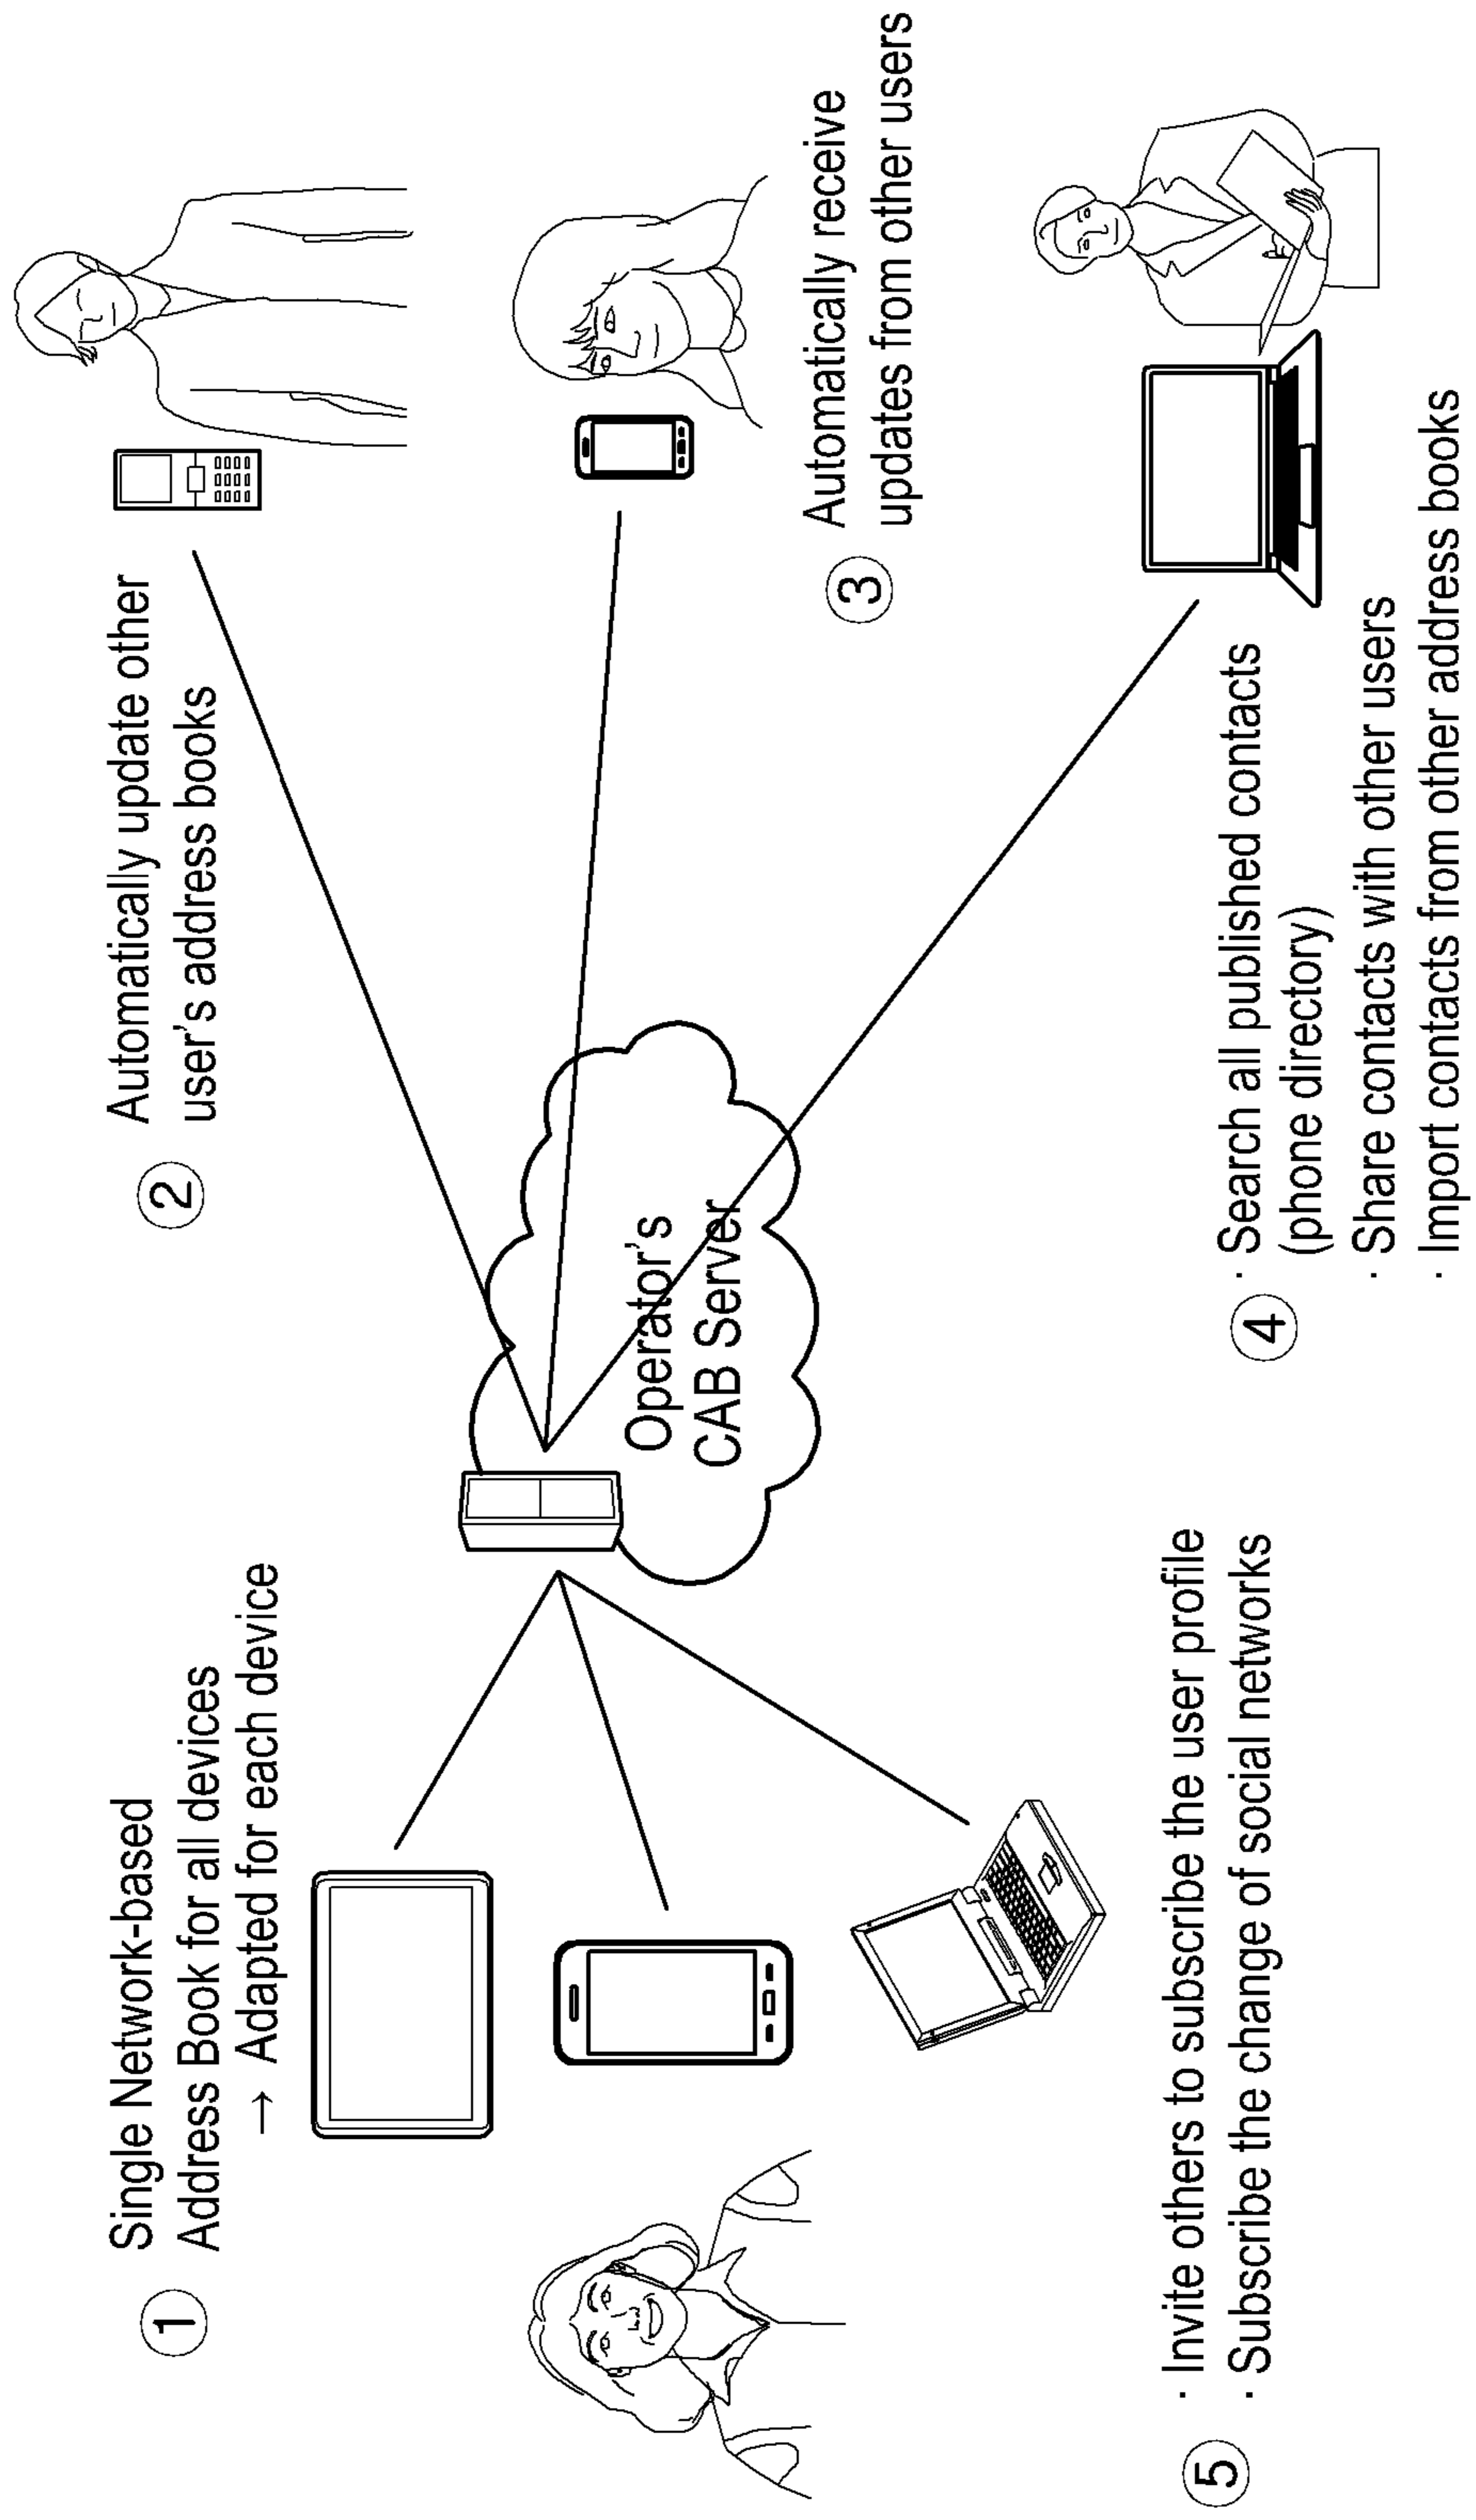 ①
Single Network-based
Address Book for all devices
→ Adapted for each device
②
Automatically update other
user's address books
Operator's
CAB Server
③
Automatically receive
updates from other users
④
· Search all published contacts
(phone directory)
· Share contacts with other users
· Import contacts from other address books
⑤
· Invite others to subscribe the user profile
· Subscribe the change of social networks